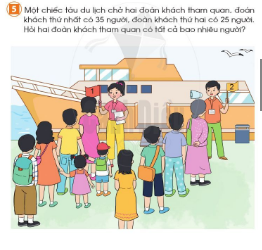 5 Một chiếc tàu du lịch chở hai đoàn khách tham quan, đoàn
khách thứ nhất có 35 người, đoàn khách thứ hai có 25 người.
Hỏi hai đoàn khách tham quan có tất cả bao nhiêu người?
1
2